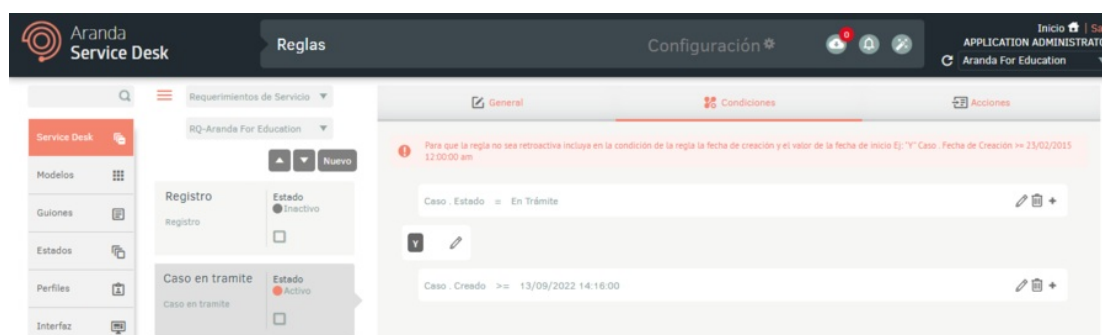 Aranda
Service Desk
Reglas
Configuración
0
Inicio | Sa
APPLICATION ADMINISTRATO
Aranda For Education
Requerimientos de Servicio
RQ-Aranda For Education
Nuevo
Service Desk
Modelos
Guiones
Estados
Perfiles
Interfaz
Registro
Registro
Estado
Inactivo
Caso en tramite
Caso en tramite
Estado
Activo
General
Condiciones
Acciones
Para que la regla no sea retroactiva incluya en la condición de la regla la fecha de creación y el valor de la fecha de inicio Ej: "Y" Caso . Fecha de Creación >= 23/02/2015
12:00:00 am
Caso . Estado = En Trámite
Y
Caso . Creado >= 13/09/2022 14:16:00